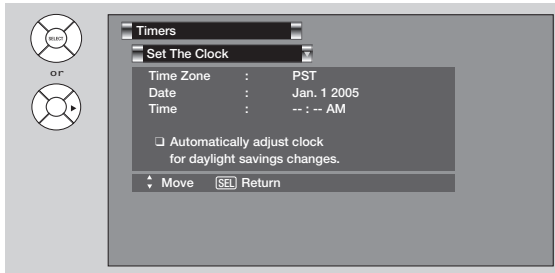 SELECT
or
Timers
Set The Clock
Time Zone : PST
Date : Jan. 1 2005
Time : -- : -- AM
❑ Automatically adjust clock
for daylight savings changes.
Move SEL Return